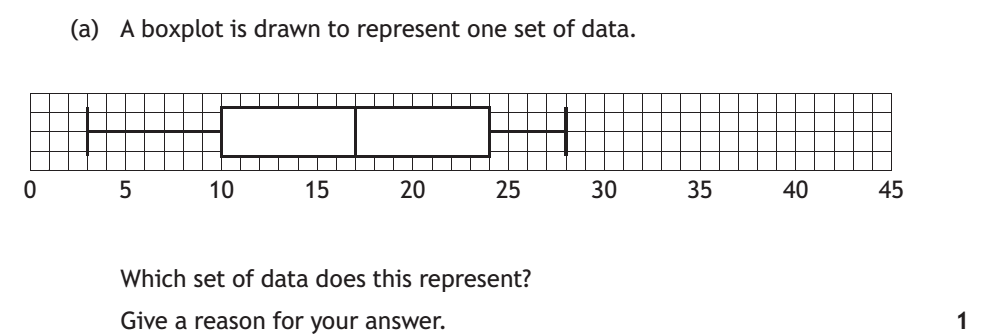 (a) A boxplot is drawn to represent one set of data.
0 5 10 15 20 25 30 35 40 45
Which set of data does this represent?
Give a reason for your answer. 1